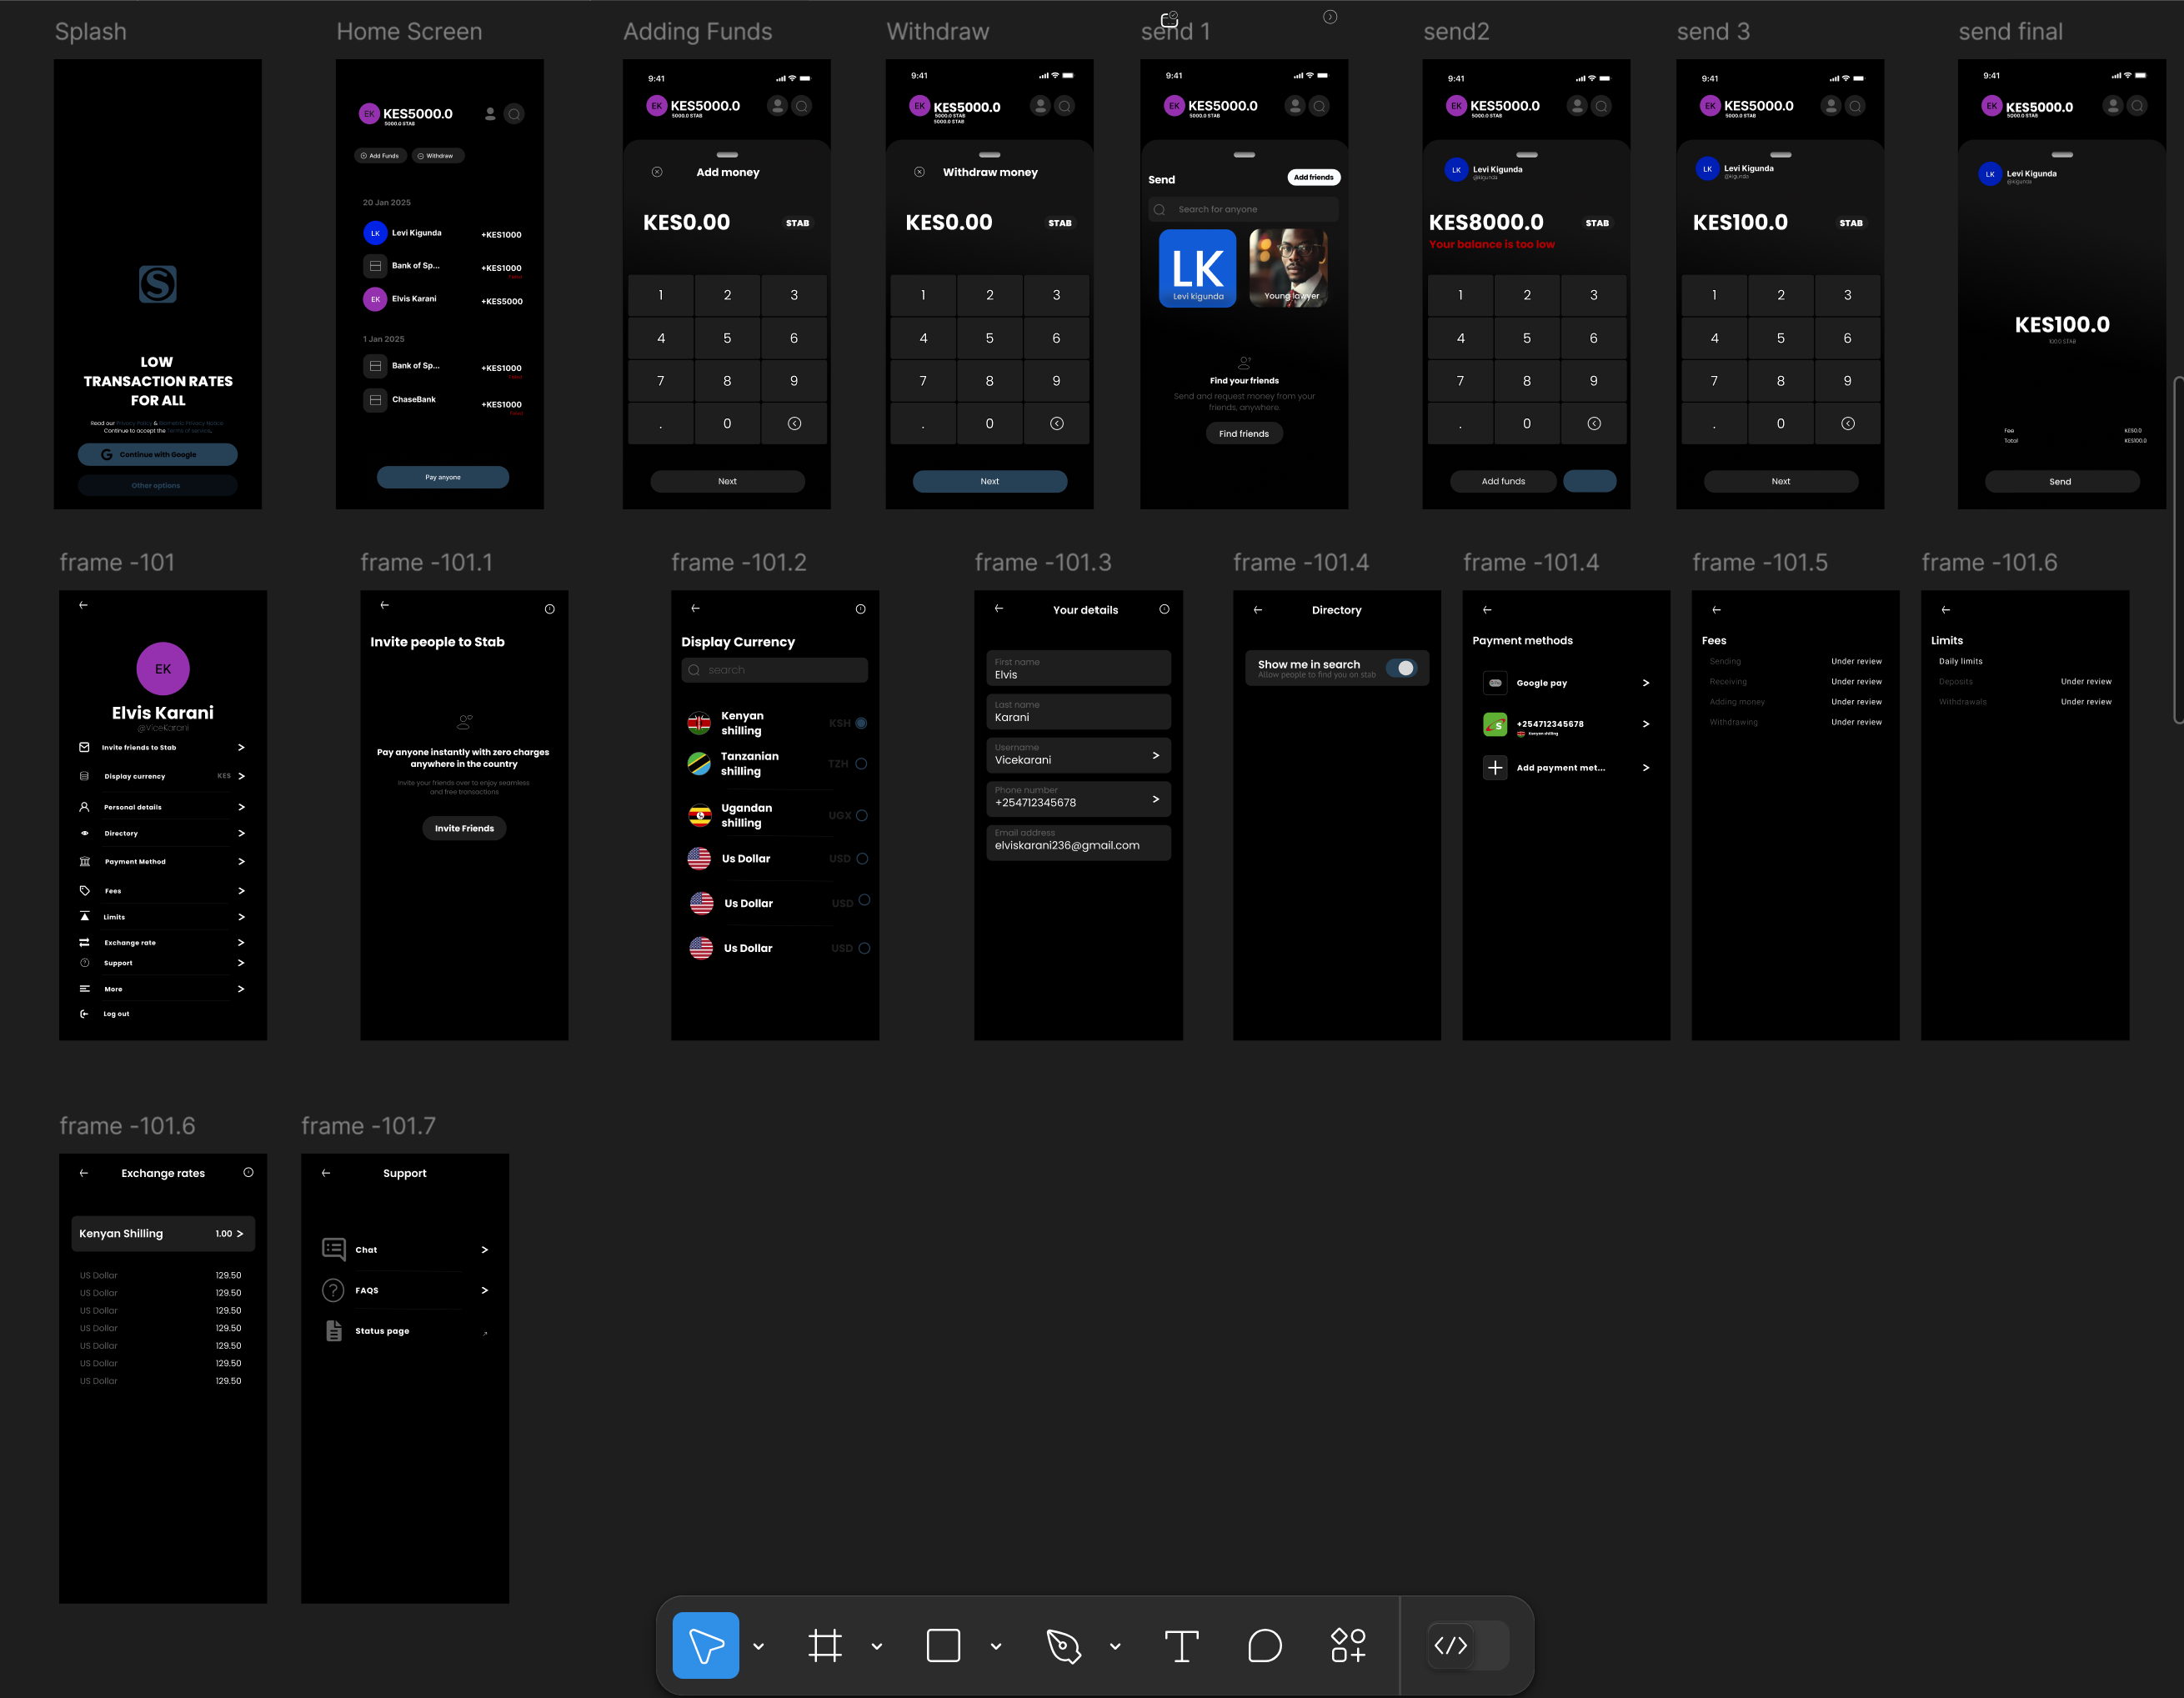 Splash
Home Screen
Adding Funds
Withdraw
send 1
send2
send 3
send final
S
LOW
TRANSACTION RATES
FOR ALL
Read our Privacy Policy & Biometric Privacy Notice
Continue to accept the Terms of service.
Continue with Google
Other options
EK
KES5000.0
5000.0 STAB
Add Funds
Withdraw
20 Jan 2025
LK
Levi Kigunda
+KES1000
Bank of Sp...
+KES1000
EK
Elvis Karani
+KES5000
1 Jan 2025
Bank of Sp...
+KES1000
ChaseBank
+KES1000
Pay anyone
9:41
EK
KES5000.0
5000.0 STAB
Add money
KES0.00
STAB
1 2 3
4 5 6
7 8 9
. 0
Next
9:41
EK
KES5000.0
5000.0 STAB
5000.0 STAB
Withdraw money
KES0.00
STAB
1 2 3
4 5 6
7 8 9
. 0
Next
9:41
EK
KES5000.0
5000.0 STAB
Send
Add friends
Search for anyone
LK
Levi kigunda
Young lawyer
Find your friends
Send and request money from your
friends, anywhere.
Find friends
9:41
EK
KES5000.0
5000.0 STAB
LK
Levi Kigunda
@kigunda
KES8000.0
STAB
Your balance is too low
1 2 3
4 5 6
7 8 9
. 0
Add funds
9:41
EK
KES5000.0
5000.0 STAB
LK
Levi Kigunda
@kigunda
KES100.0
STAB
1 2 3
4 5 6
7 8 9
. 0
Next
9:41
EK
KES5000.0
5000.0 STAB
LK
Levi Kigunda
@kigunda
KES100.0
100.0 STAB
Fee KES0.0
Total KES100.0
Send
frame -101
frame -101.1
frame -101.2
frame -101.3
frame -101.4
frame -101.4
frame -101.5
frame -101.6
EK
Elvis Karani
@ViceKarani
Invite friends to Stab
Display currency KES
Personal details
Directory
Payment Method
Fees
Limits
Exchange rate
Support
More
Log out
Invite people to Stab
Pay anyone instantly with zero charges
anywhere in the country
Invite your friends over to enjoy seamless
and free transactions
Invite Friends
Display Currency
search
Kenyan
shilling
KSH
Tanzanian
shilling
TZH
Ugandan
shilling
UGX
Us Dollar USD
Us Dollar USD
Us Dollar USD
Your details
First name
Elvis
Last name
Karani
Username
Vicekarani
Phone number
+254712345678
Email address
elviskarani236@gmail.com
Directory
Show me in search
Allow people to find you on stab
Payment methods
Google pay
+254712345678
Kenyan shilling
Add payment met...
Fees
Sending Under review
Receiving Under review
Adding money Under review
Withdrawing Under review
Limits
Daily limits
Deposits Under review
Withdrawals Under review
frame -101.6
frame -101.7
Exchange rates
Kenyan Shilling 1.00
US Dollar 129.50
US Dollar 129.50
US Dollar 129.50
US Dollar 129.50
US Dollar 129.50
US Dollar 129.50
US Dollar 129.50
Support
Chat
FAQS
Status page